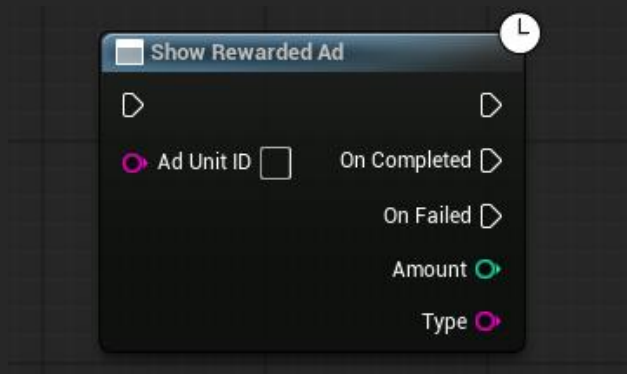 Show Rewarded Ad
Ad Unit ID
On Completed
On Failed
Amount
Type